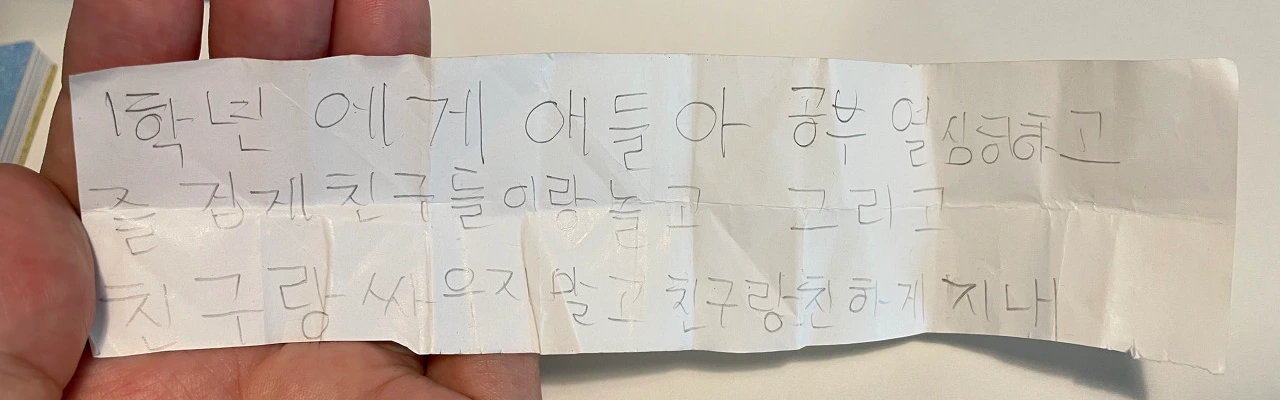 1학년 에게 애들아 공부 열심히하고
즐집게 친구들이랑놀고 그리고
친구랑 싸우지 말고 친구랑친하게 지내